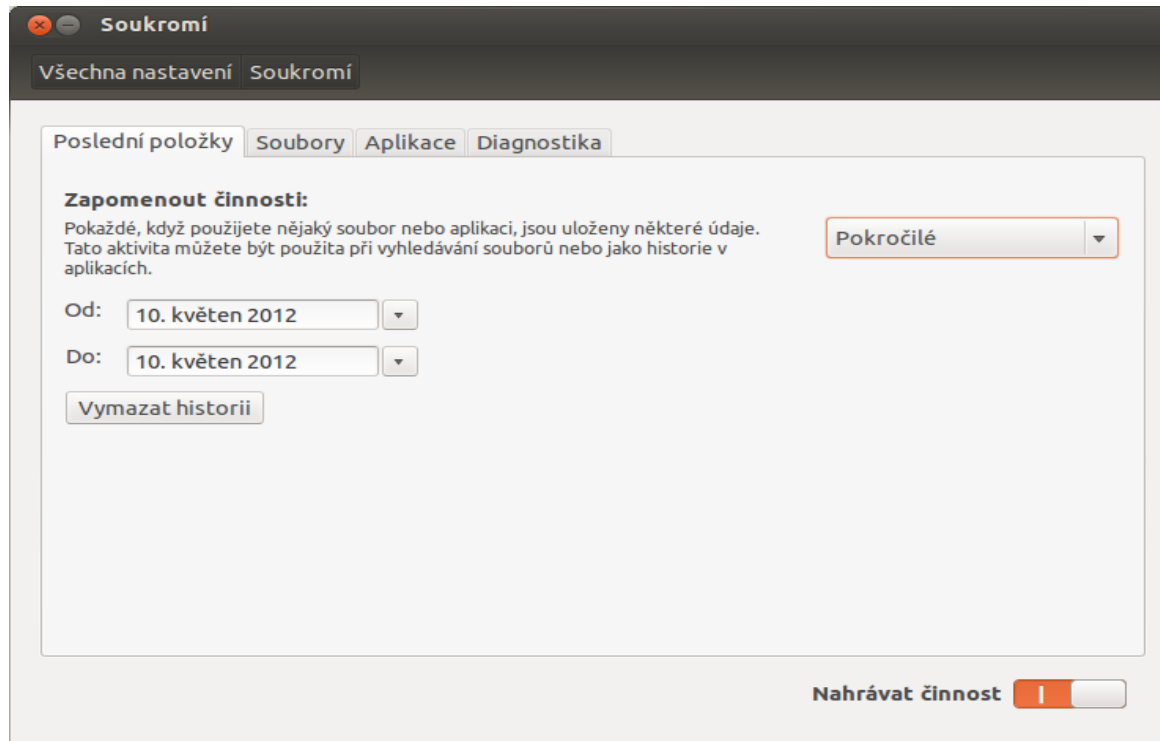 Soukromí
Všechna nastavení Soukromí
Poslední položky Soubory Aplikace Diagnostika
Zapomenout činnosti:
Pokaždé, když použijete nějaký soubor nebo aplikaci, jsou uloženy některé údaje.
Tato aktivita můžete být použita při vyhledávání souborů nebo jako historie v
aplikacích.
Pokročilé
Od: 10. květen 2012
Do: 10. květen 2012
Vymazat historii
Nahrávat činnost